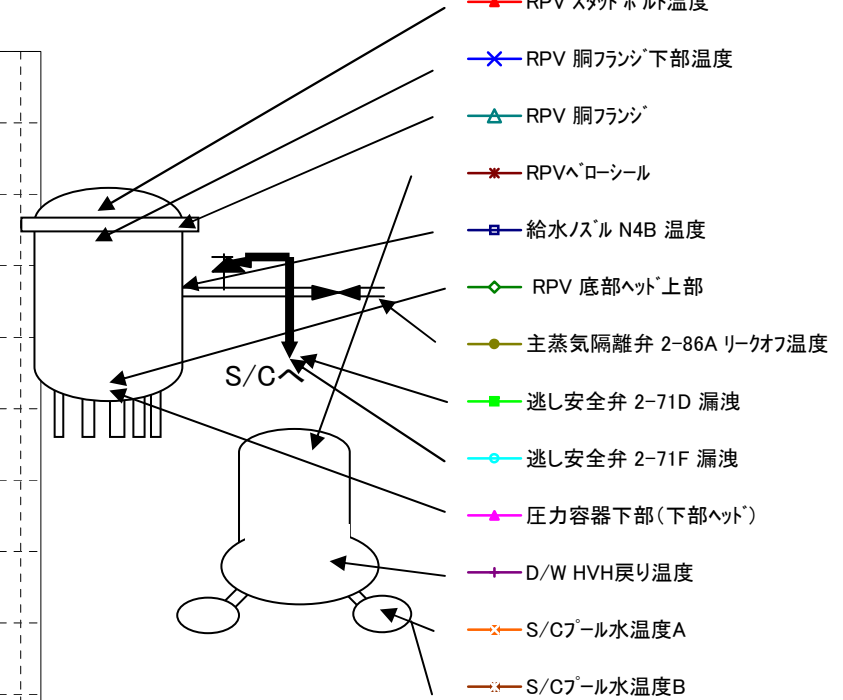 RPV スタッドボルト温度
RPV 胴フランジ下部温度
RPV 胴フランジ
RPVベローシール
給水ノズル N4B 温度
RPV 底部ヘッド上部
主蒸気隔離弁 2-86A リークオフ温度
S/Cへ
逃し安全弁 2-71D 漏洩
逃し安全弁 2-71F 漏洩
圧力容器下部(下部ヘッド)
D/W HVH戻り温度
S/Cプール水温度A
S/Cプール水温度B